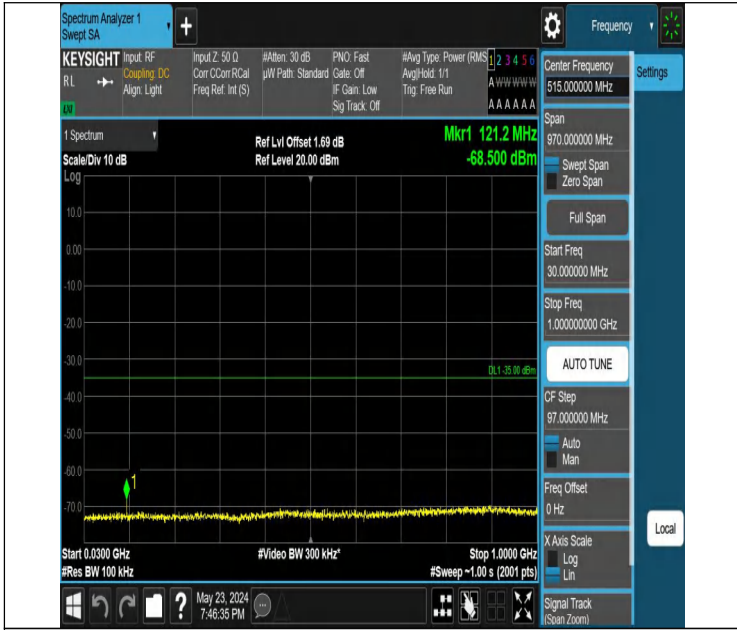 Spectrum Analyzer 1
Swept SA
+
Frequency
KEYSIGHT
RL
LXI
Input: RF
Coupling: DC
Align: Light
Input Z: 50 Ω
Corr CCorr RCal
Freq Ref: Int (S)
#Atten: 30 dB
µW Path: Standard
PNO: Fast
Gate: Off
IF Gain: Low
Sig Track: Off
#Avg Type: Power (RMS
Avg|Hold: 1/1
Trig: Free Run
1 2 3 4 5 6
A W W W W W
A A A A A A
Center Frequency
515.000000 MHz
Settings
1 Spectrum
Scale/Div 10 dB
Log
Ref Lvl Offset 1.69 dB
Ref Level 20.00 dBm
Mkr1 121.2 MHz
-68.500 dBm
Span
970.000000 MHz
Swept Span
Zero Span
Full Span
Start Freq
30.000000 MHz
Stop Freq
1.000000000 GHz
AUTO TUNE
CF Step
97.000000 MHz
Auto
Man
Freq Offset
0 Hz
X Axis Scale
Log
Lin
Signal Track
(Span Zoom)
Local
10.0
0.00
-10.0
-20.0
-30.0
DL1 -35.00 dBm
-40.0
-50.0
-60.0
1
-70.0
Start 0.0300 GHz
#Res BW 100 kHz
#Video BW 300 kHz*
Stop 1.0000 GHz
#Sweep ~1.00 s (2001 pts)
?
May 23, 2024
7:46:35 PM